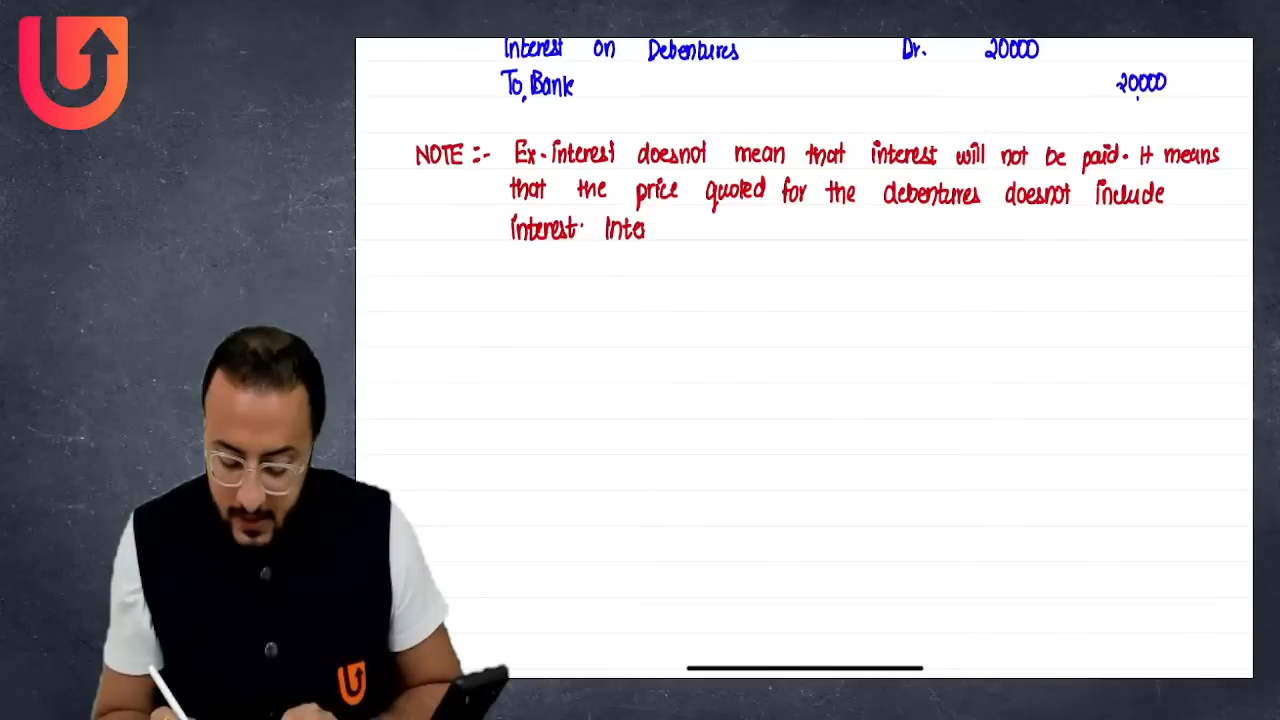 Interest on Debentures Dr. 20000
To, Bank 20000
NOTE :- Ex-Interest doesnot mean that interest will not be paid. It means
that the price quoted for the debentures doesnot include
interest. Inte